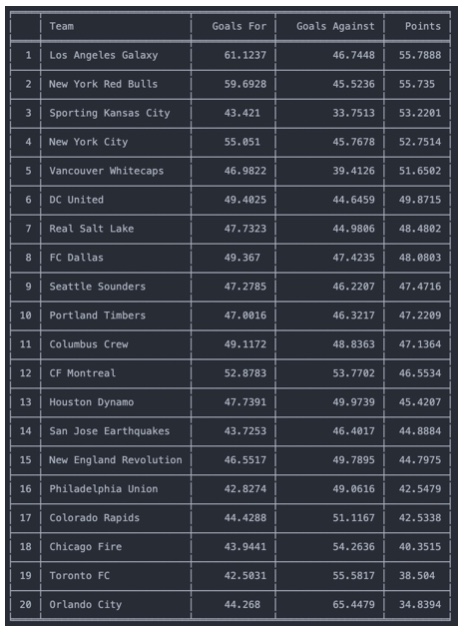 Team Goals For Goals Against Points
1 Los Angeles Galaxy 61.1237 46.7448 55.7888
2 New York Red Bulls 59.6928 45.5236 55.735
3 Sporting Kansas City 43.421 33.7513 53.2201
4 New York City 55.051 45.7678 52.7514
5 Vancouver Whitecaps 46.9822 39.4126 51.6502
6 DC United 49.4025 44.6459 49.8715
7 Real Salt Lake 47.7323 44.9806 48.4802
8 FC Dallas 49.367 47.4235 48.0803
9 Seattle Sounders 47.2785 46.2207 47.4716
10 Portland Timbers 47.0016 46.3217 47.2209
11 Columbus Crew 49.1172 48.8363 47.1364
12 CF Montreal 52.8783 53.7702 46.5534
13 Houston Dynamo 47.7391 49.9739 45.4207
14 San Jose Earthquakes 43.7253 46.4017 44.8884
15 New England Revolution 46.5517 49.7895 44.7975
16 Philadelphia Union 42.8274 49.0616 42.5479
17 Colorado Rapids 44.4288 51.1167 42.5338
18 Chicago Fire 43.9441 54.2636 40.3515
19 Toronto FC 42.5031 55.5817 38.504
20 Orlando City 44.268 65.4479 34.8394